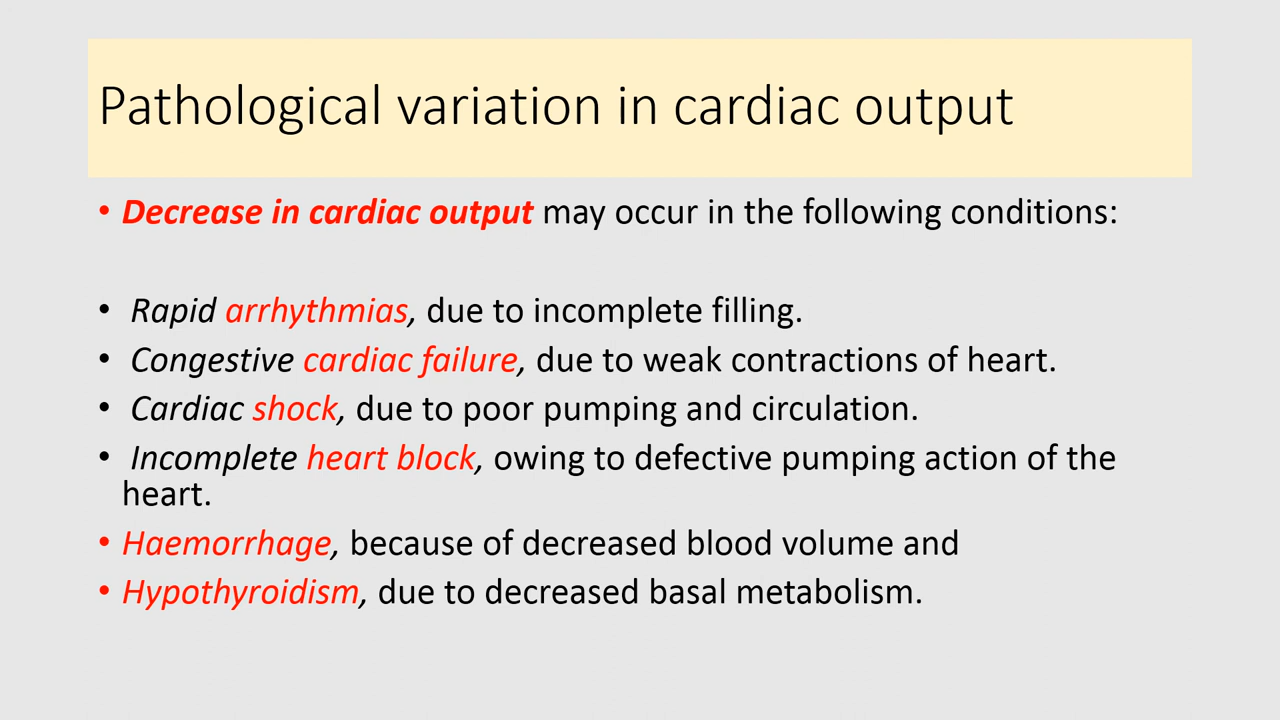 Pathological variation in cardiac output
• Decrease in cardiac output may occur in the following conditions:
• Rapid arrhythmias, due to incomplete filling.
• Congestive cardiac failure, due to weak contractions of heart.
• Cardiac shock, due to poor pumping and circulation.
• Incomplete heart block, owing to defective pumping action of the
heart.
• Haemorrhage, because of decreased blood volume and
• Hypothyroidism, due to decreased basal metabolism.